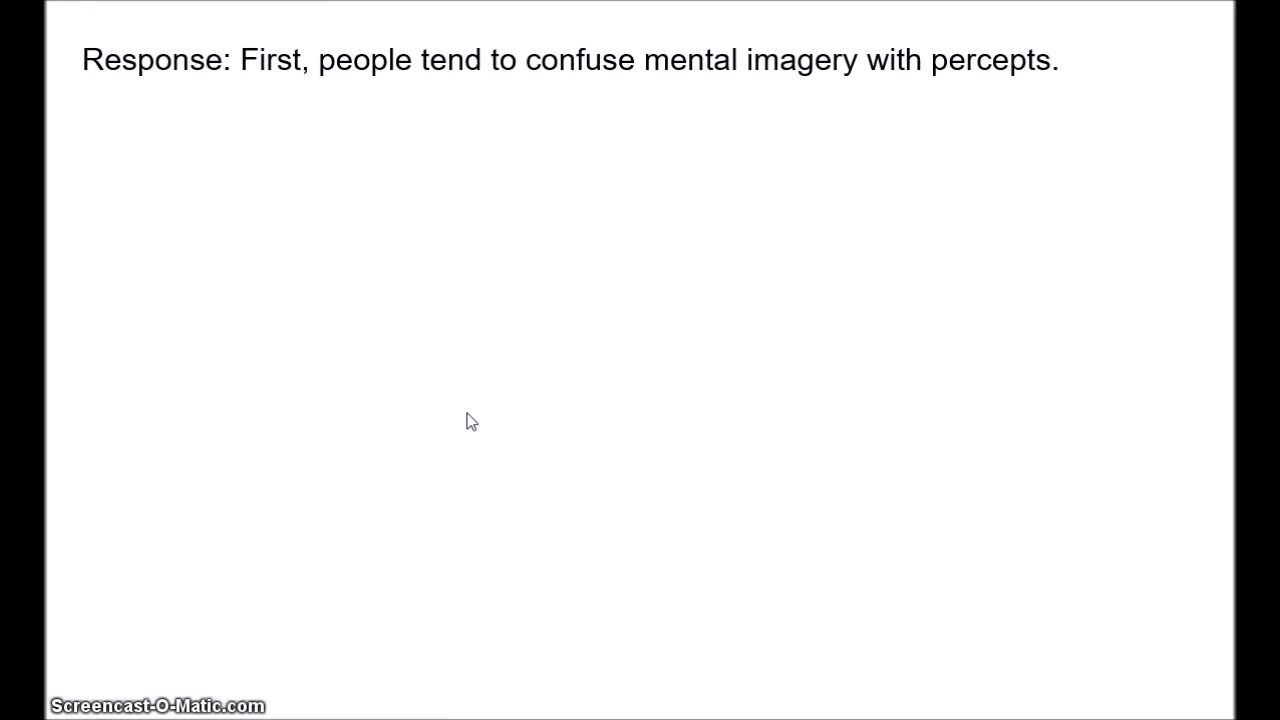 Response: First, people tend to confuse mental imagery with percepts.
Screencast-O-Matic.com